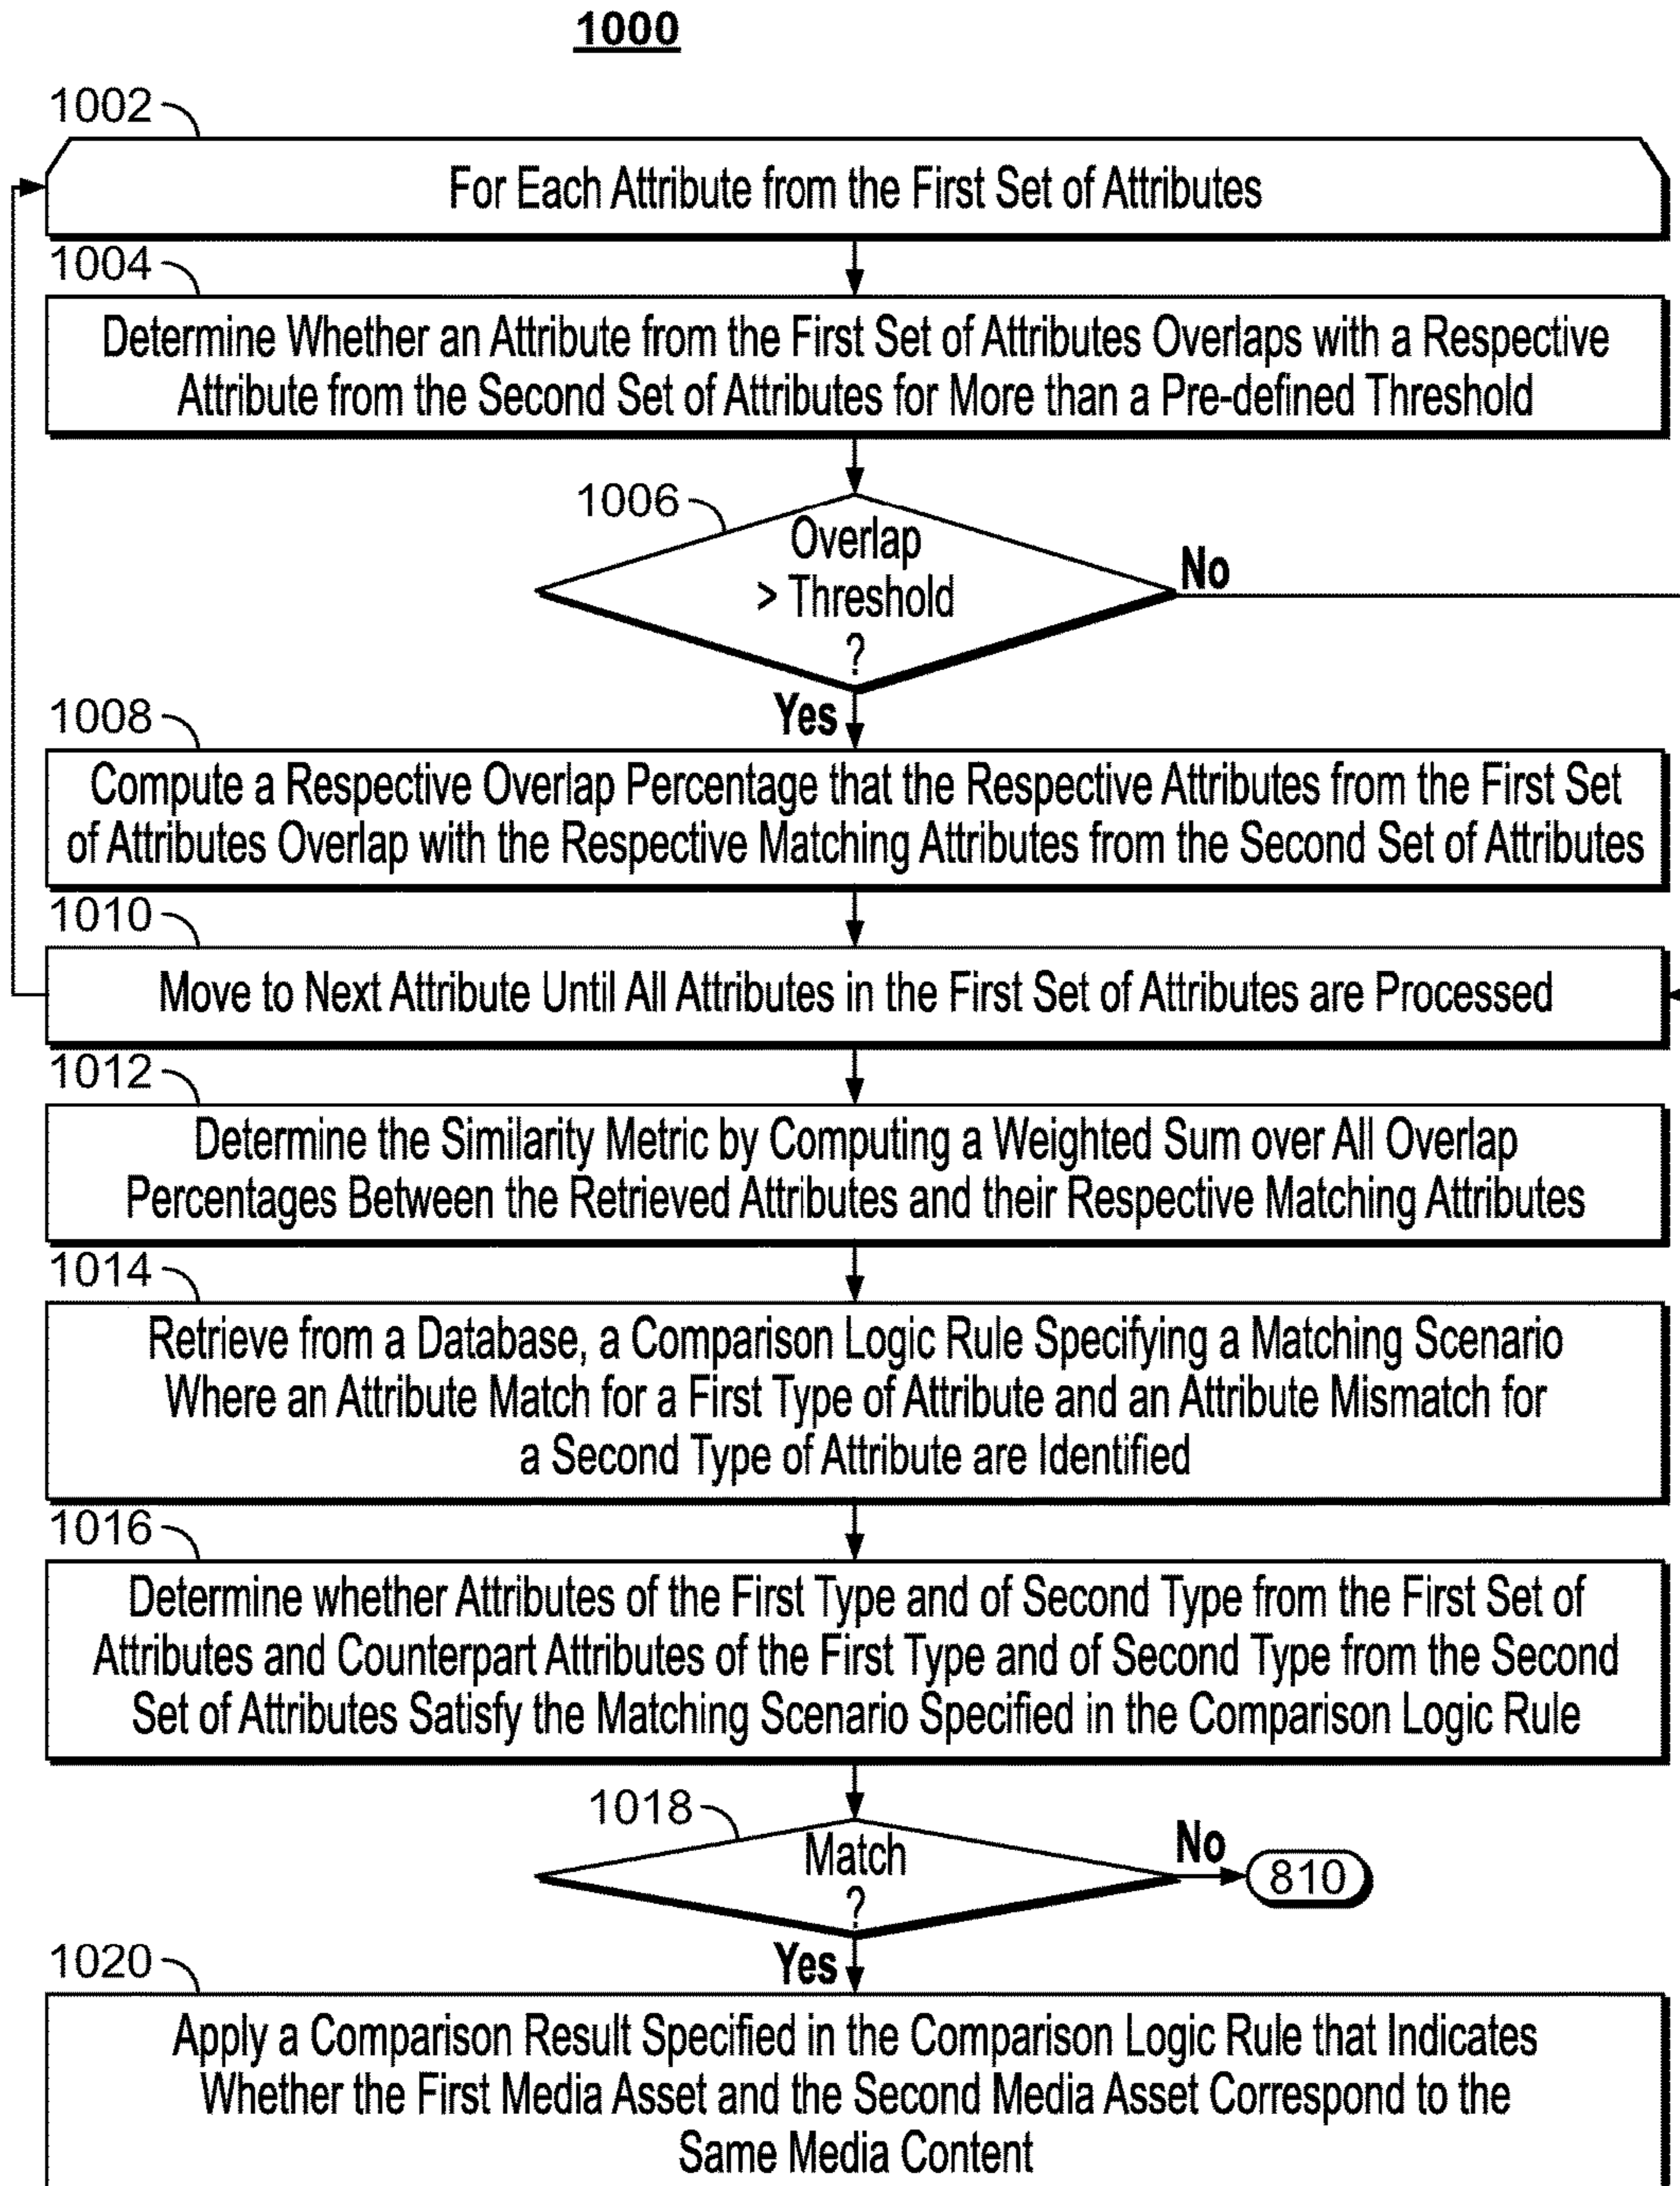 1000
1002
For Each Attribute from the First Set of Attributes
1004
Determine Whether an Attribute from the First Set of Attributes Overlaps with a Respective
Attribute from the Second Set of Attributes for More than a Pre-defined Threshold
1006
Overlap
> Threshold
?
No
Yes
1008
Compute a Respective Overlap Percentage that the Respective Attributes from the First Set
of Attributes Overlap with the Respective Matching Attributes from the Second Set of Attributes
1010
Move to Next Attribute Until All Attributes in the First Set of Attributes are Processed
1012
Determine the Similarity Metric by Computing a Weighted Sum over All Overlap
Percentages Between the Retrieved Attributes and their Respective Matching Attributes
1014
Retrieve from a Database, a Comparison Logic Rule Specifying a Matching Scenario
Where an Attribute Match for a First Type of Attribute and an Attribute Mismatch for
a Second Type of Attribute are Identified
1016
Determine whether Attributes of the First Type and of Second Type from the First Set of
Attributes and Counterpart Attributes of the First Type and of Second Type from the Second
Set of Attributes Satisfy the Matching Scenario Specified in the Comparison Logic Rule
1018
Match
?
No
810
Yes
1020
Apply a Comparison Result Specified in the Comparison Logic Rule that Indicates
Whether the First Media Asset and the Second Media Asset Correspond to the
Same Media Content